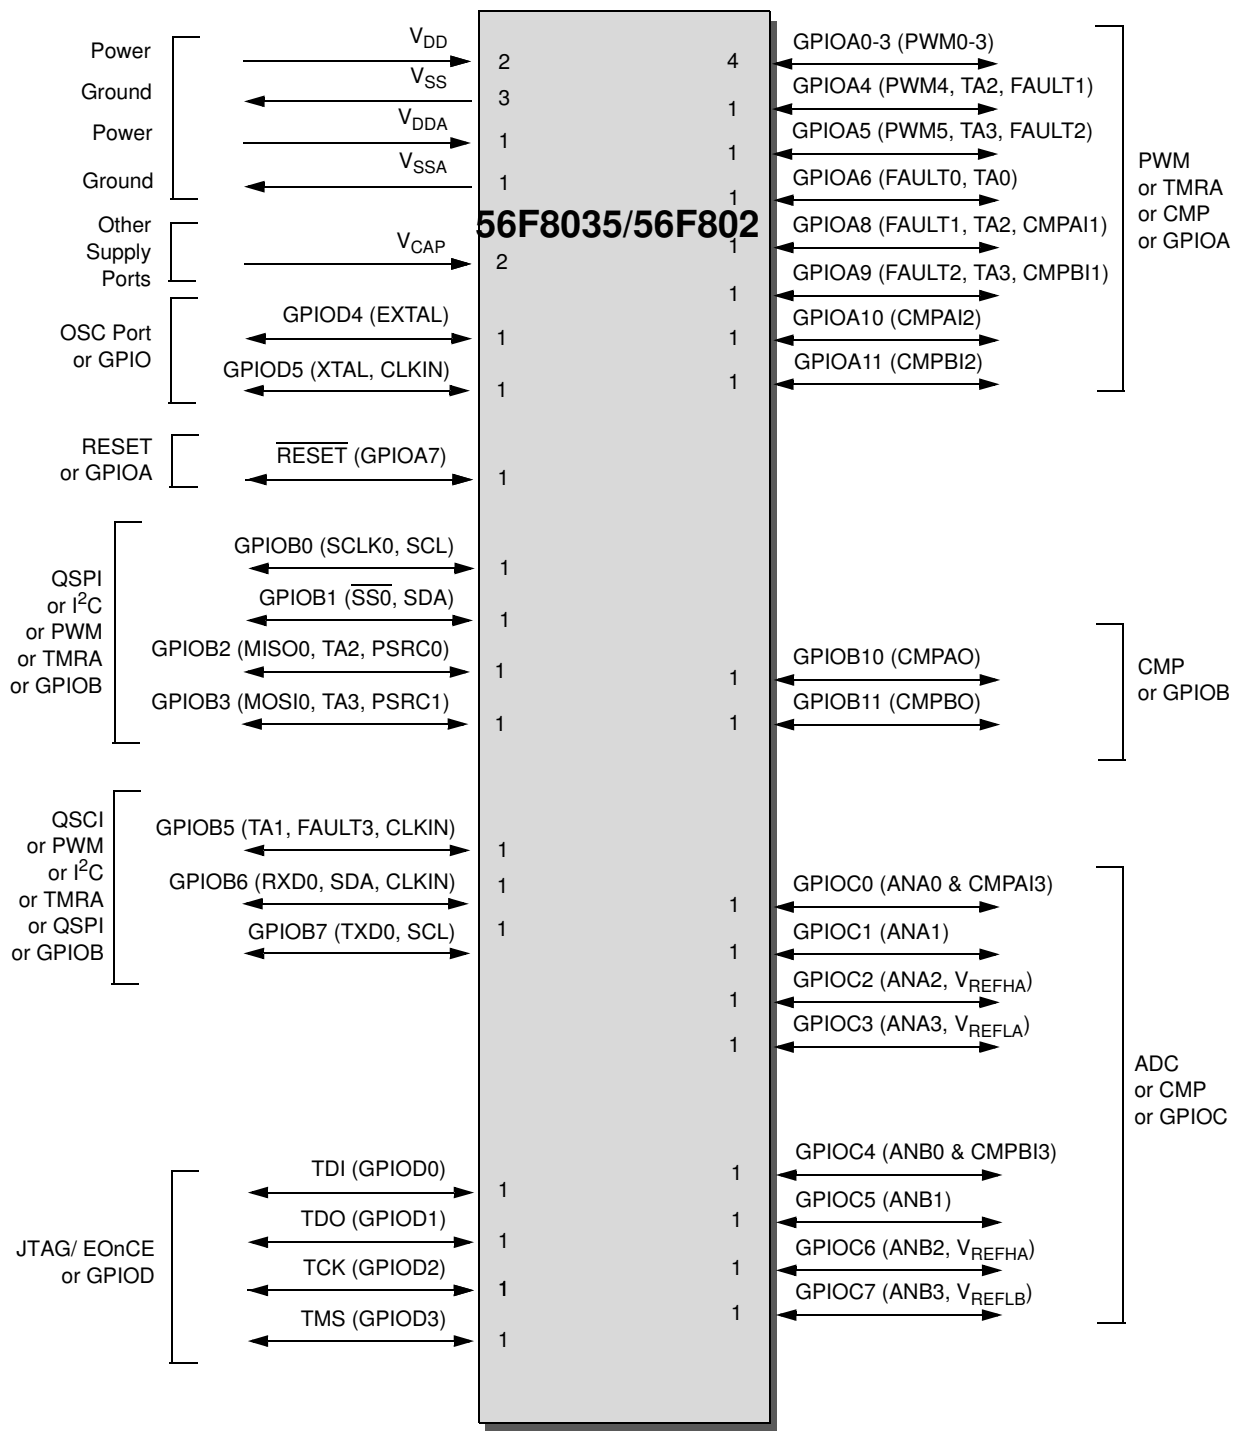 Power
Ground
Power
Ground
V_DD
V_SS
V_DDA
V_SSA
2
3
1
1
Other
Supply
Ports
V_CAP
2
OSC Port
or GPIO
GPIOD4 (EXTAL)
1
GPIOD5 (XTAL, CLKIN)
1
RESET
or GPIOA
RESET (GPIOA7)
1
QSPI
or I²C
or PWM
or TMRA
or GPIOB
GPIOB0 (SCLK0, SCL)
1
GPIOB1 (SS0, SDA)
1
GPIOB2 (MISO0, TA2, PSRC0)
1
GPIOB3 (MOSI0, TA3, PSRC1)
1
QSCI
or PWM
or I²C
or TMRA
or QSPI
or GPIOB
GPIOB5 (TA1, FAULT3, CLKIN)
1
GPIOB6 (RXD0, SDA, CLKIN)
1
GPIOB7 (TXD0, SCL)
1
JTAG/ EOnCE
or GPIOD
TDI (GPIOD0)
1
TDO (GPIOD1)
1
TCK (GPIOD2)
1
TMS (GPIOD3)
1
56F8035/56F802
4
GPIOA0-3 (PWM0-3)
1
GPIOA4 (PWM4, TA2, FAULT1)
1
GPIOA5 (PWM5, TA3, FAULT2)
1
GPIOA6 (FAULT0, TA0)
1
GPIOA8 (FAULT1, TA2, CMPAI1)
1
GPIOA9 (FAULT2, TA3, CMPBI1)
1
GPIOA10 (CMPAI2)
1
GPIOA11 (CMPBI2)
PWM
or TMRA
or CMP
or GPIOA
1
GPIOB10 (CMPAO)
1
GPIOB11 (CMPBO)
CMP
or GPIOB
1
GPIOC0 (ANA0 & CMPAI3)
1
GPIOC1 (ANA1)
1
GPIOC2 (ANA2, V_REFHA)
1
GPIOC3 (ANA3, V_REFLA)
1
GPIOC4 (ANB0 & CMPBI3)
1
GPIOC5 (ANB1)
1
GPIOC6 (ANB2, V_REFHA)
1
GPIOC7 (ANB3, V_REFLB)
ADC
or CMP
or GPIOC